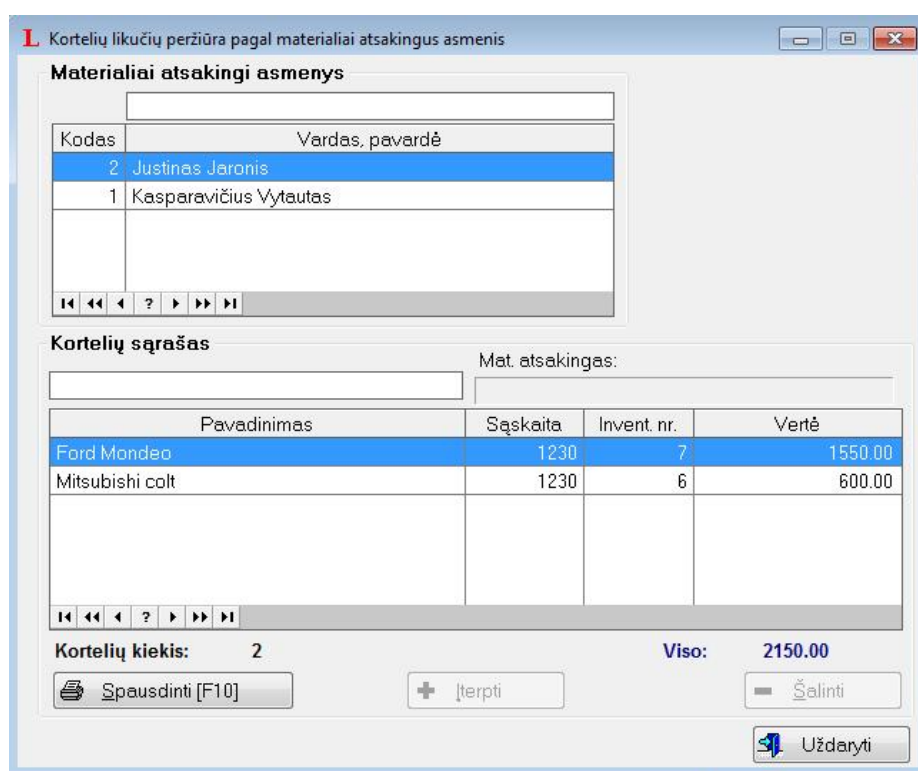 L Kortelių likučių peržiūra pagal materialiai atsakingus asmenis
Materialiai atsakingi asmenys
Kodas Vardas, pavardė
2 Justinas Jaronis
1 Kasparavičius Vytautas
?
Kortelių sąrašas
Mat. atsakingas:
Pavadinimas Sąskaita Invent. nr. Vertė
Ford Mondeo 1230 7 1550.00
Mitsubishi colt 1230 6 600.00
?
Kortelių kiekis: 2 Viso: 2150.00
Spausdinti [F10] Įterpti Šalinti
Uždaryti